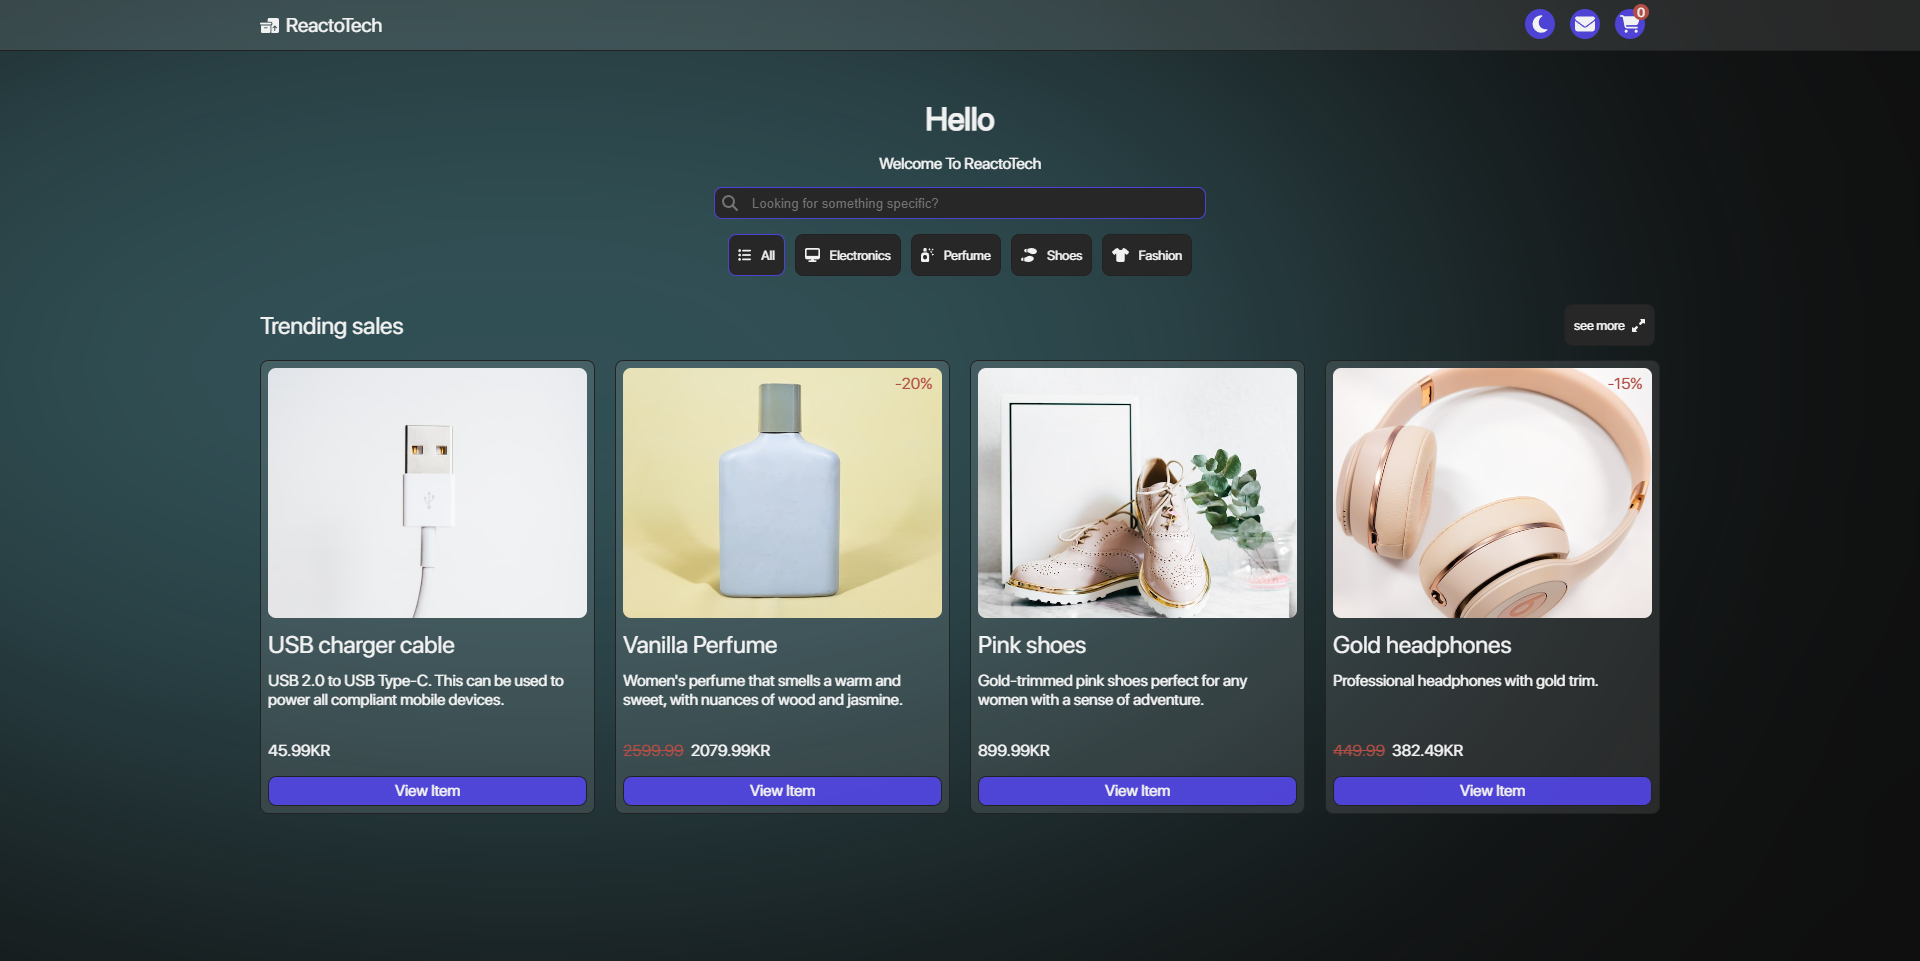 ReactoTech
0
Hello
Welcome To ReactoTech
Looking for something specific?
All
Electronics
Perfume
Shoes
Fashion
Trending sales
see more
USB charger cable
USB 2.0 to USB Type-C. This can be used to
power all compliant mobile devices.
45.99KR
View Item
-20%
Vanilla Perfume
Women's perfume that smells a warm and
sweet, with nuances of wood and jasmine.
2599.99 2079.99KR
View Item
Pink shoes
Gold-trimmed pink shoes perfect for any
women with a sense of adventure.
899.99KR
View Item
-15%
Gold headphones
Professional headphones with gold trim.
449.99 382.49KR
View Item